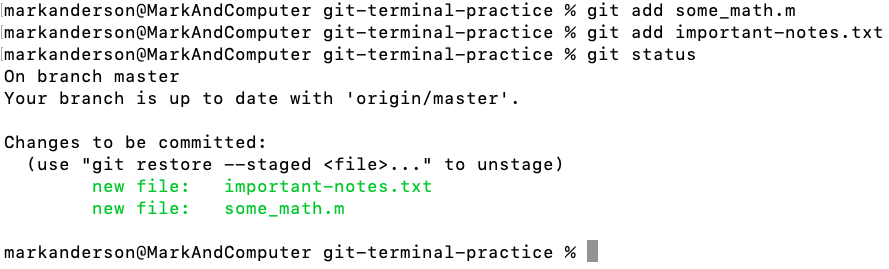 markanderson@MarkAndComputer git-terminal-practice % git add some_math.m
markanderson@MarkAndComputer git-terminal-practice % git add important-notes.txt
markanderson@MarkAndComputer git-terminal-practice % git status
On branch master
Your branch is up to date with 'origin/master'.

Changes to be committed:
  (use "git restore --staged <file>..." to unstage)
        new file:   important-notes.txt
        new file:   some_math.m

markanderson@MarkAndComputer git-terminal-practice %